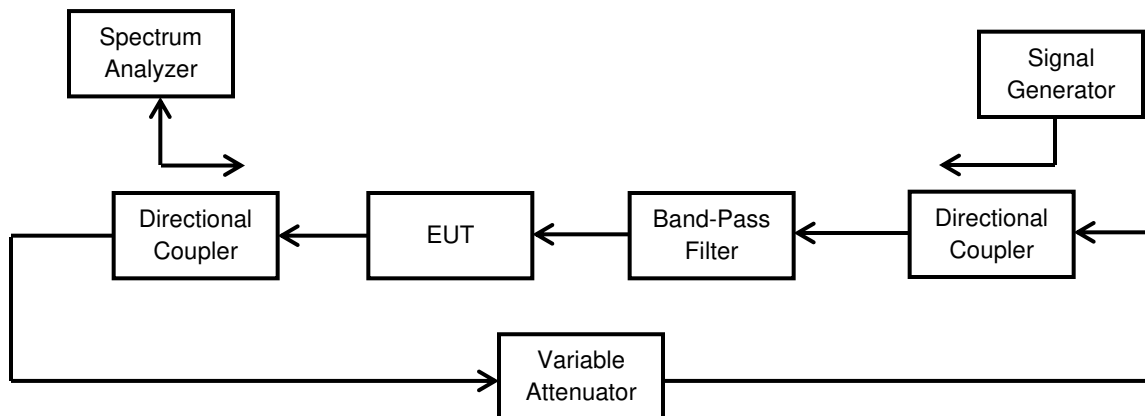 Spectrum
Analyzer
Signal
Generator
Directional
Coupler
EUT
Band-Pass
Filter
Directional
Coupler
Variable
Attenuator